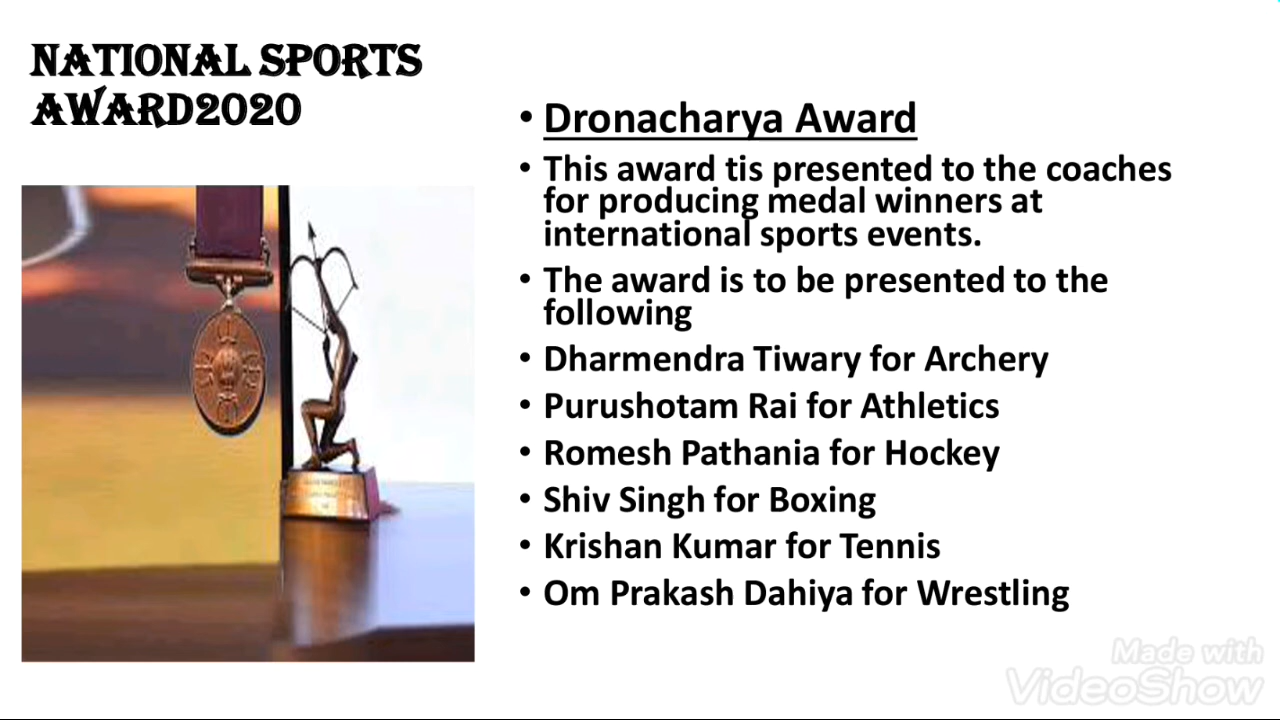 NATIONAL SPORTS
AWARD2020
• Dronacharya Award
• This award tis presented to the coaches
for producing medal winners at
international sports events.
• The award is to be presented to the
following
• Dharmendra Tiwary for Archery
• Purushotam Rai for Athletics
• Romesh Pathania for Hockey
• Shiv Singh for Boxing
• Krishan Kumar for Tennis
• Om Prakash Dahiya for Wrestling
Made with
VideoShow